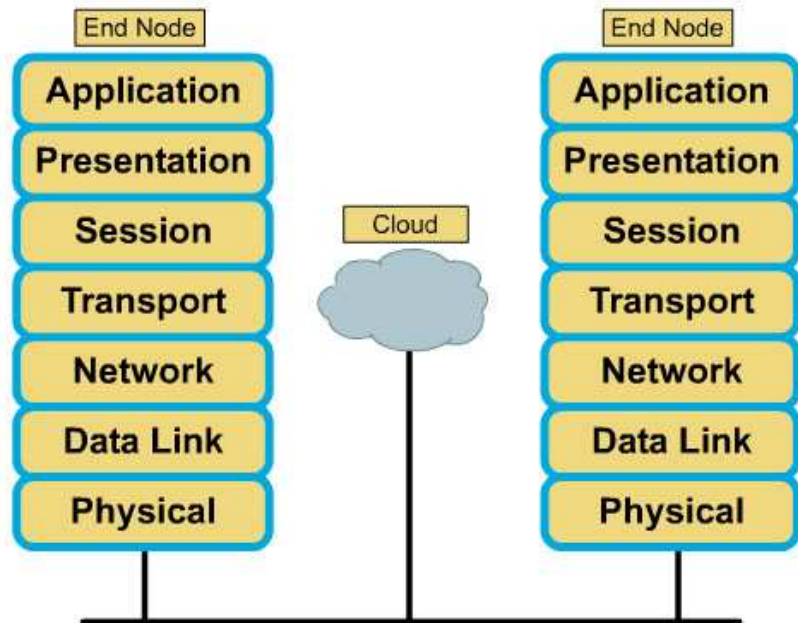 End Node
Application
Presentation
Session
Transport
Network
Data Link
Physical
Cloud
End Node
Application
Presentation
Session
Transport
Network
Data Link
Physical